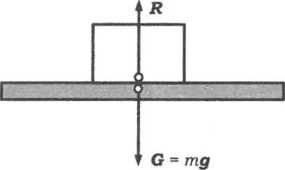 R
G = mg